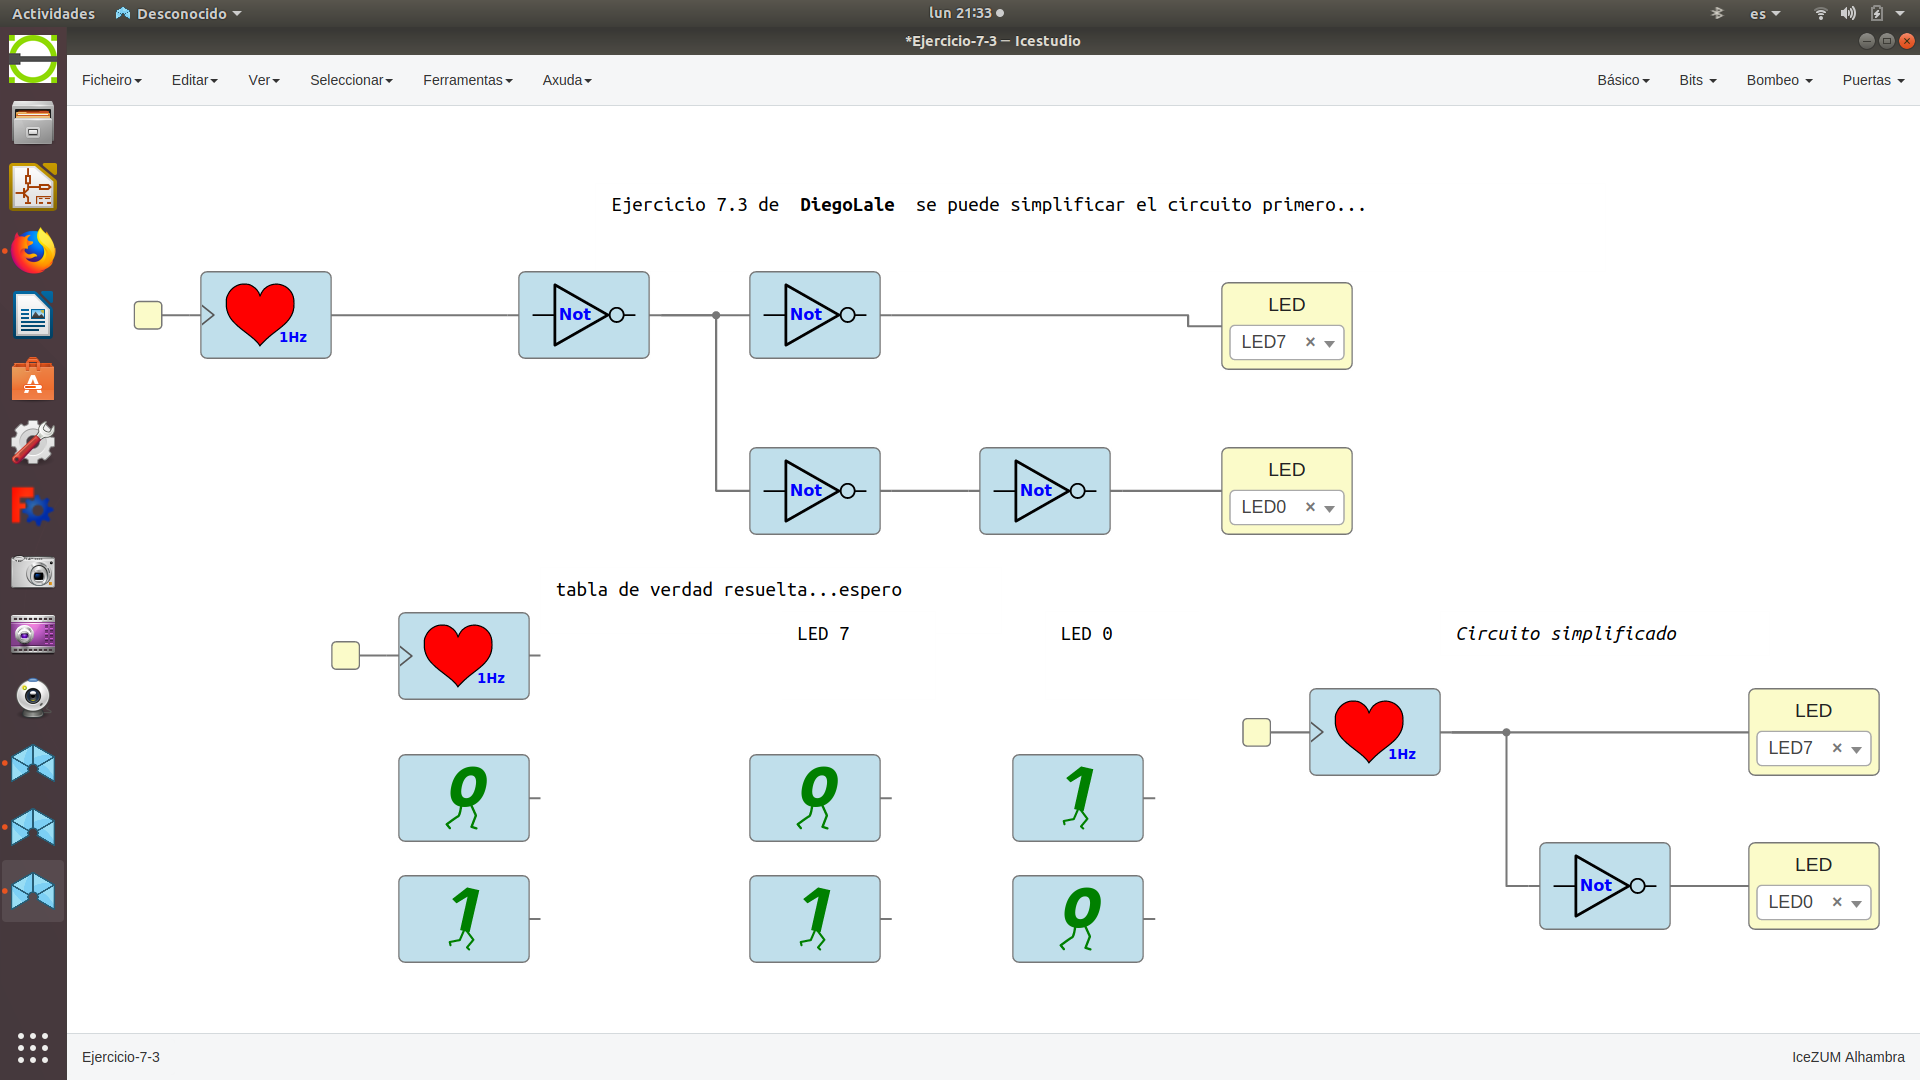 Actividades
Desconocido
lun 21:33
es
*Ejercicio-7-3 — Icestudio
Ficheiro
Editar
Ver
Seleccionar
Ferramentas
Axuda
Básico
Bits
Bombeo
Puertas
Ejercicio 7.3 de DiegoLale se puede simplificar el circuito primero...
1Hz
Not
Not
LED
LED7 ×
Not
Not
LED
LED0 ×
tabla de verdad resuelta...espero
LED 7
LED 0
Circuito simplificado
1Hz
1Hz
LED
LED7 ×
0
0
1
Not
LED
LED0 ×
1
1
0
Ejercicio-7-3
IceZUM Alhambra